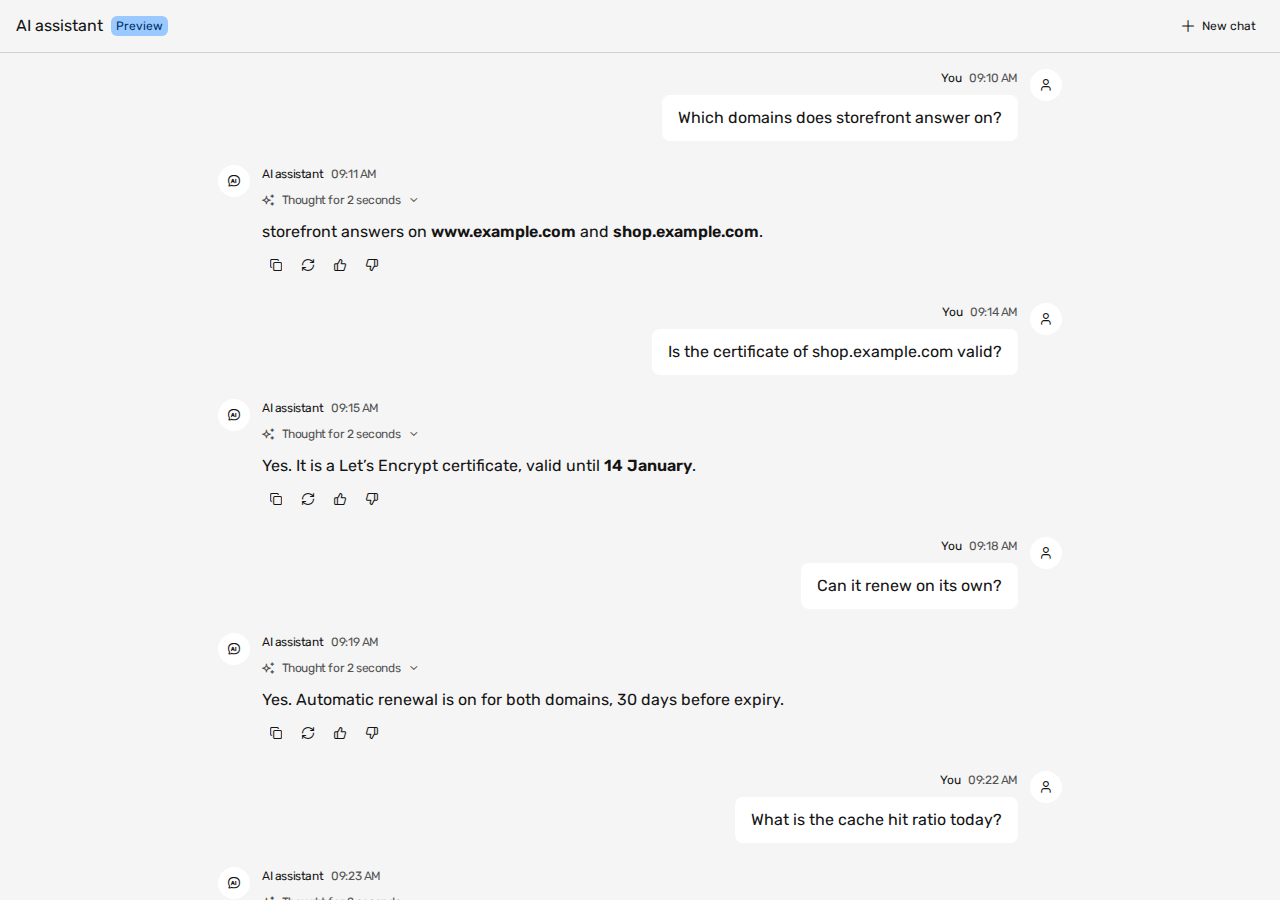 AI assistant Preview
New chat
You 09:10 AM
Which domains does storefront answer on?
AI assistant 09:11 AM
Thought for 2 seconds
storefront answers on www.example.com and shop.example.com.
You 09:14 AM
Is the certificate of shop.example.com valid?
AI assistant 09:15 AM
Thought for 2 seconds
Yes. It is a Let’s Encrypt certificate, valid until 14 January.
You 09:18 AM
Can it renew on its own?
AI assistant 09:19 AM
Thought for 2 seconds
Yes. Automatic renewal is on for both domains, 30 days before expiry.
You 09:22 AM
What is the cache hit ratio today?
AI assistant 09:23 AM